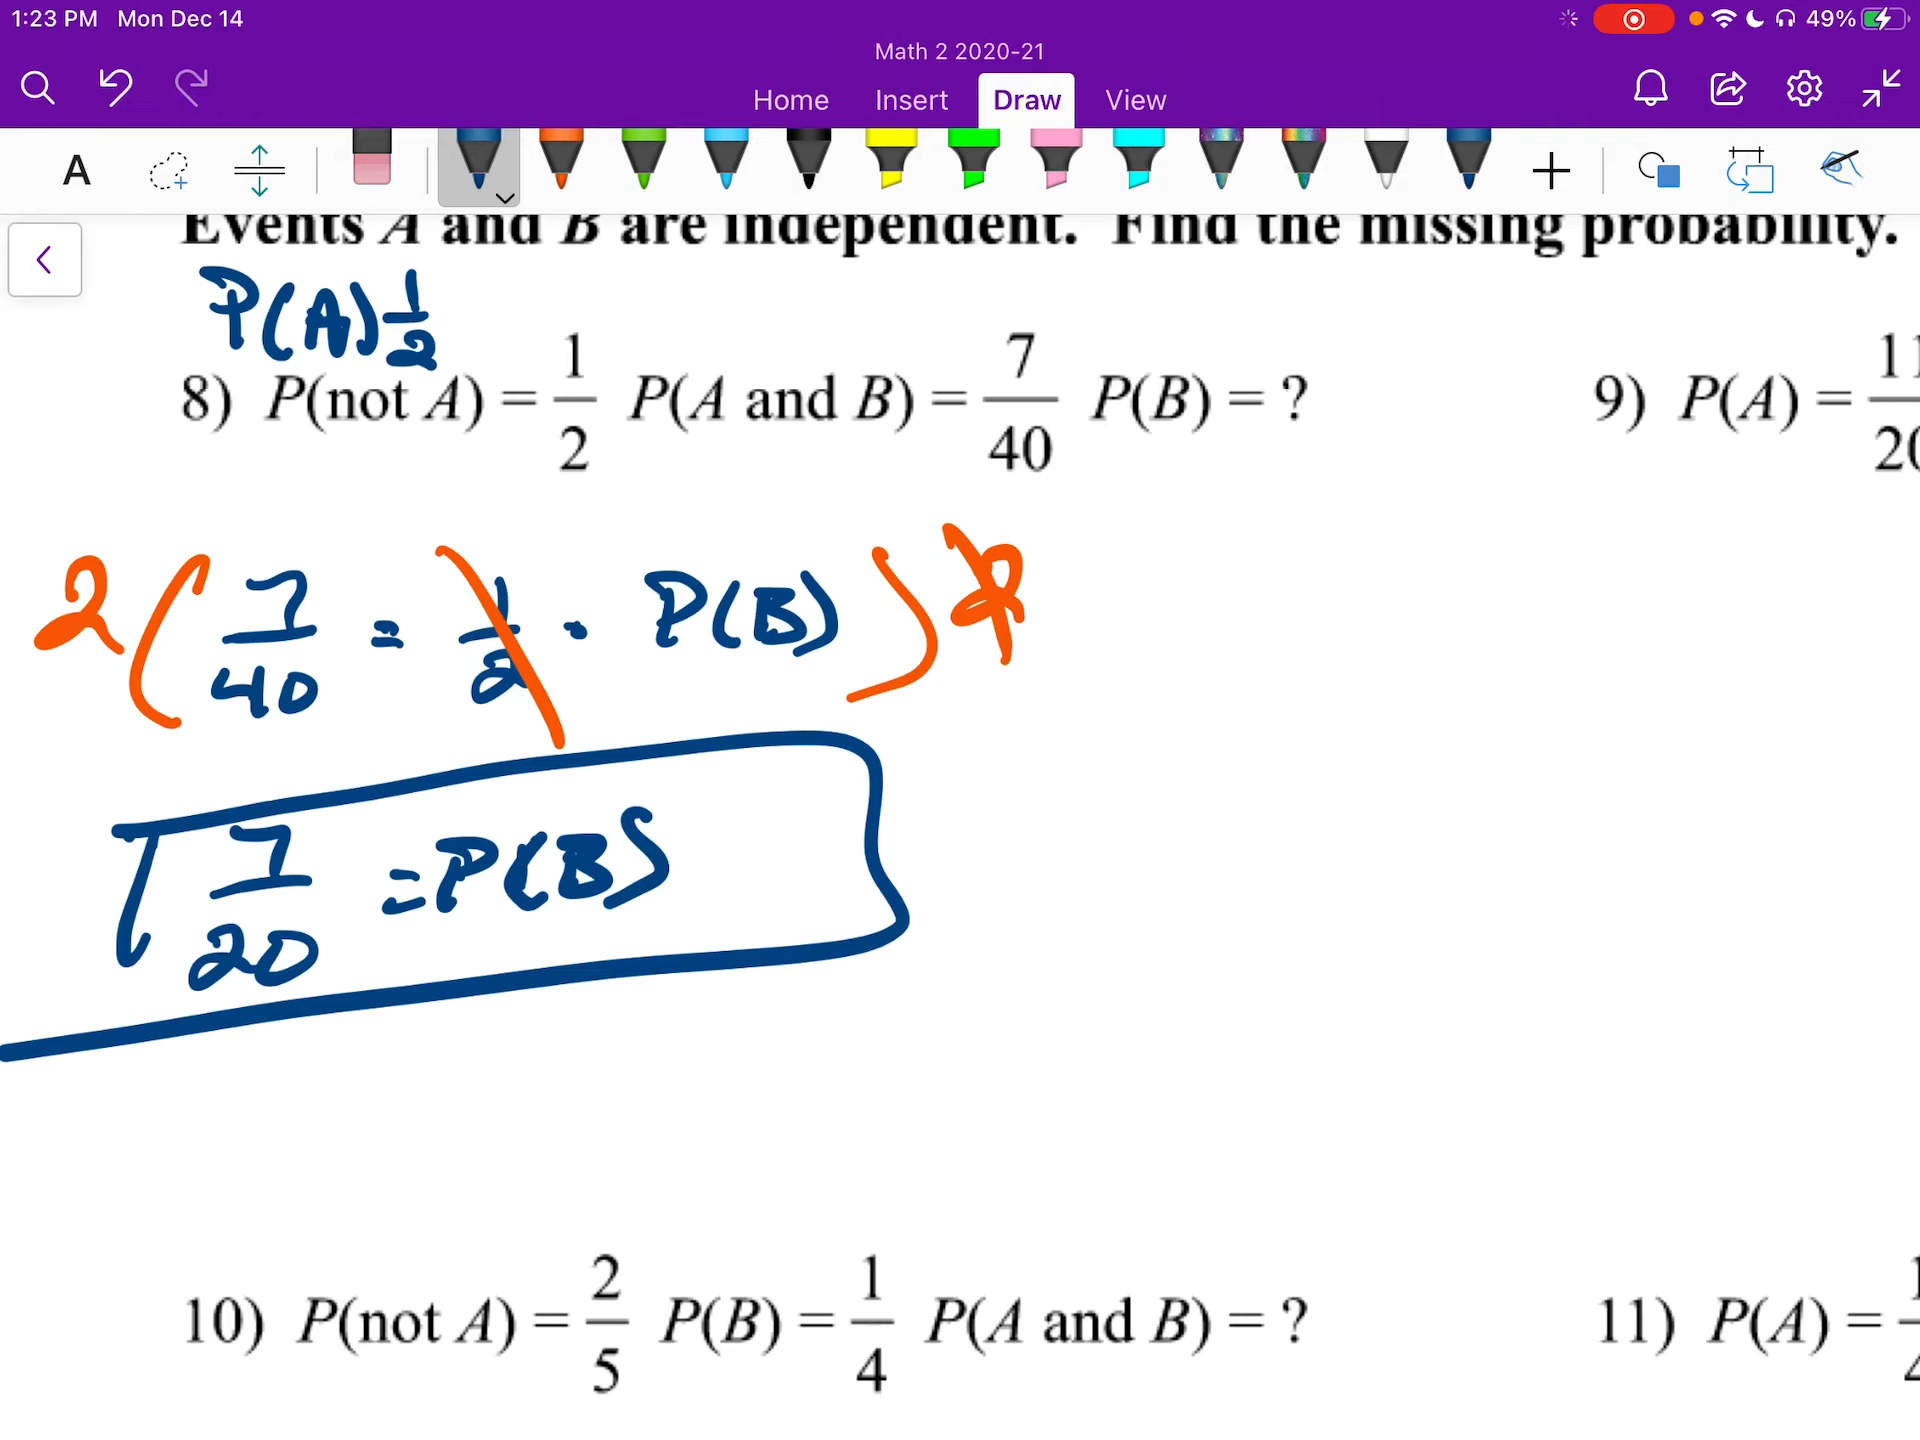 1:23 PM Mon Dec 14
49%
Math 2 2020-21
Home Insert Draw View
A
Events A and B are independent. Find the missing probability.
P(A) 1/2
8) P(not A) = 1/2 P(A and B) = 7/40 P(B) = ?
9) P(A) = 11/20
2 ( 7/40 = 1/2 · P(B) ) 2
7/20 = P(B)
10) P(not A) = 2/5 P(B) = 1/4 P(A and B) = ?
11) P(A) =